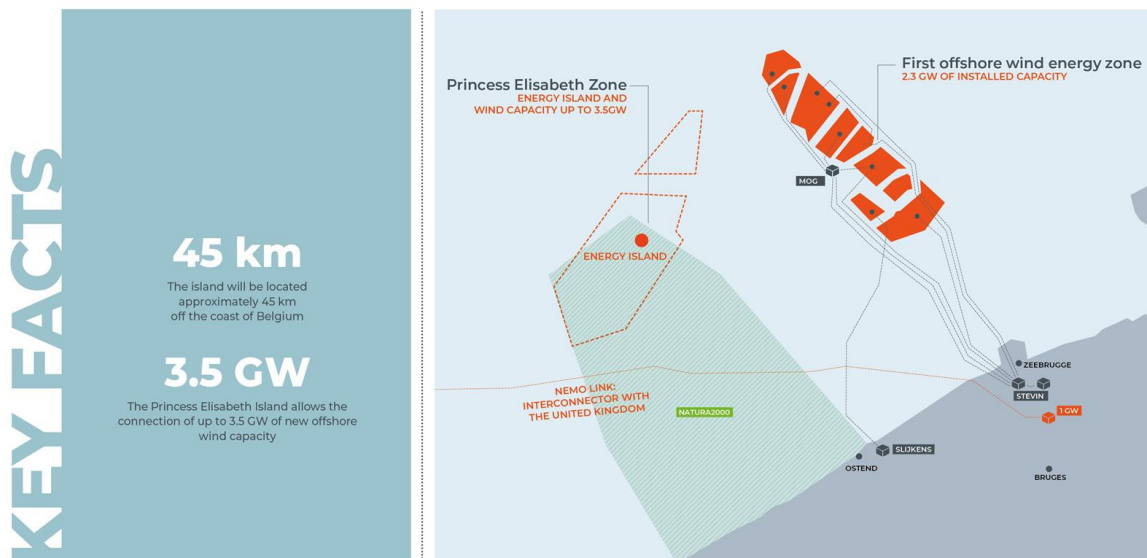 KEY FACTS
45 km
The island will be located
approximately 45 km
off the coast of Belgium
3.5 GW
The Princess Elisabeth Island allows the
connection of up to 3.5 GW of new offshore
wind capacity
Princess Elisabeth Zone
ENERGY ISLAND AND
WIND CAPACITY UP TO 3.5GW
First offshore wind energy zone
2.3 GW OF INSTALLED CAPACITY
MOG
ENERGY ISLAND
NEMO LINK:
INTERCONNECTOR WITH
THE UNITED KINGDOM
NATURA2000
ZEEBRUGGE
STEVIN
1 GW
SLIJKENS
OSTEND
BRUGES